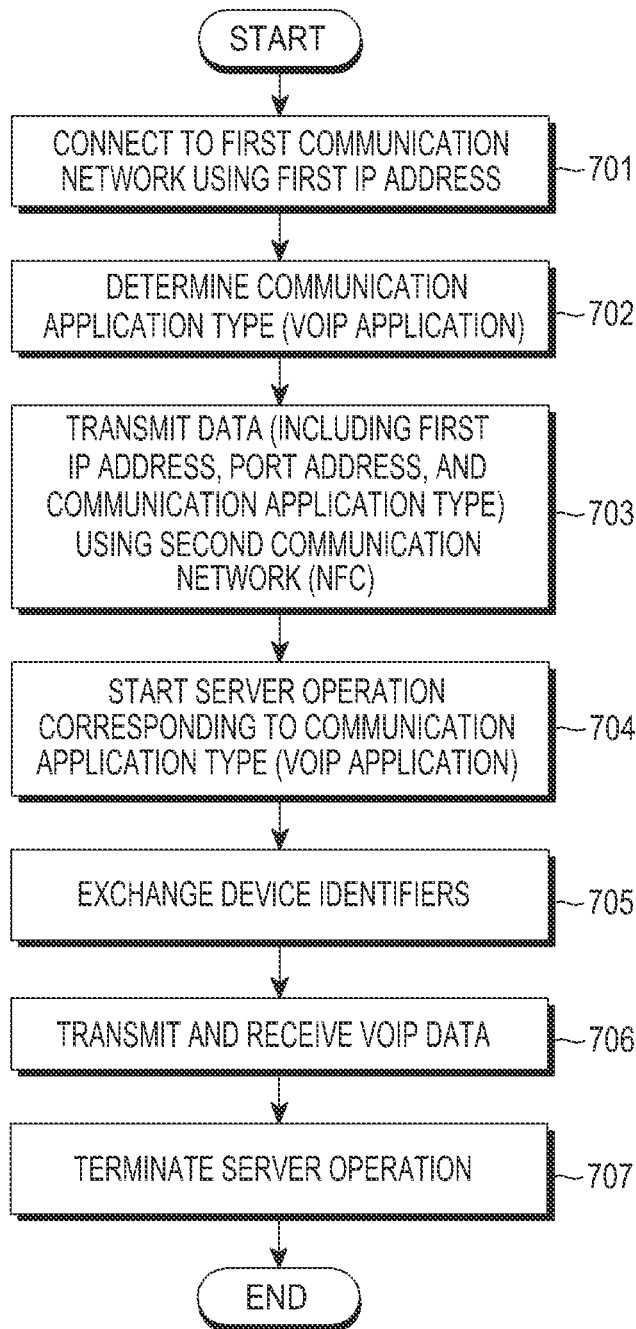 START
CONNECT TO FIRST COMMUNICATION
NETWORK USING FIRST IP ADDRESS
701
DETERMINE COMMUNICATION
APPLICATION TYPE (VOIP APPLICATION)
702
TRANSMIT DATA (INCLUDING FIRST
IP ADDRESS, PORT ADDRESS, AND
COMMUNICATION APPLICATION TYPE)
USING SECOND COMMUNICATION
NETWORK (NFC)
703
START SERVER OPERATION
CORRESPONDING TO COMMUNICATION
APPLICATION TYPE (VOIP APPLICATION)
704
EXCHANGE DEVICE IDENTIFIERS
705
TRANSMIT AND RECEIVE VOIP DATA
706
TERMINATE SERVER OPERATION
707
END